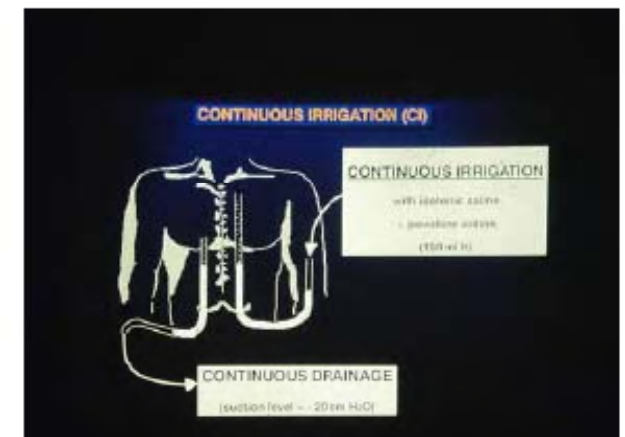 CONTINUOUS IRRIGATION (CI)
CONTINUOUS IRRIGATION
with isotonic saline
+ povidone iodine
(150 ml/h)
CONTINUOUS DRAINAGE
(suction level = - 20 cm H₂O)